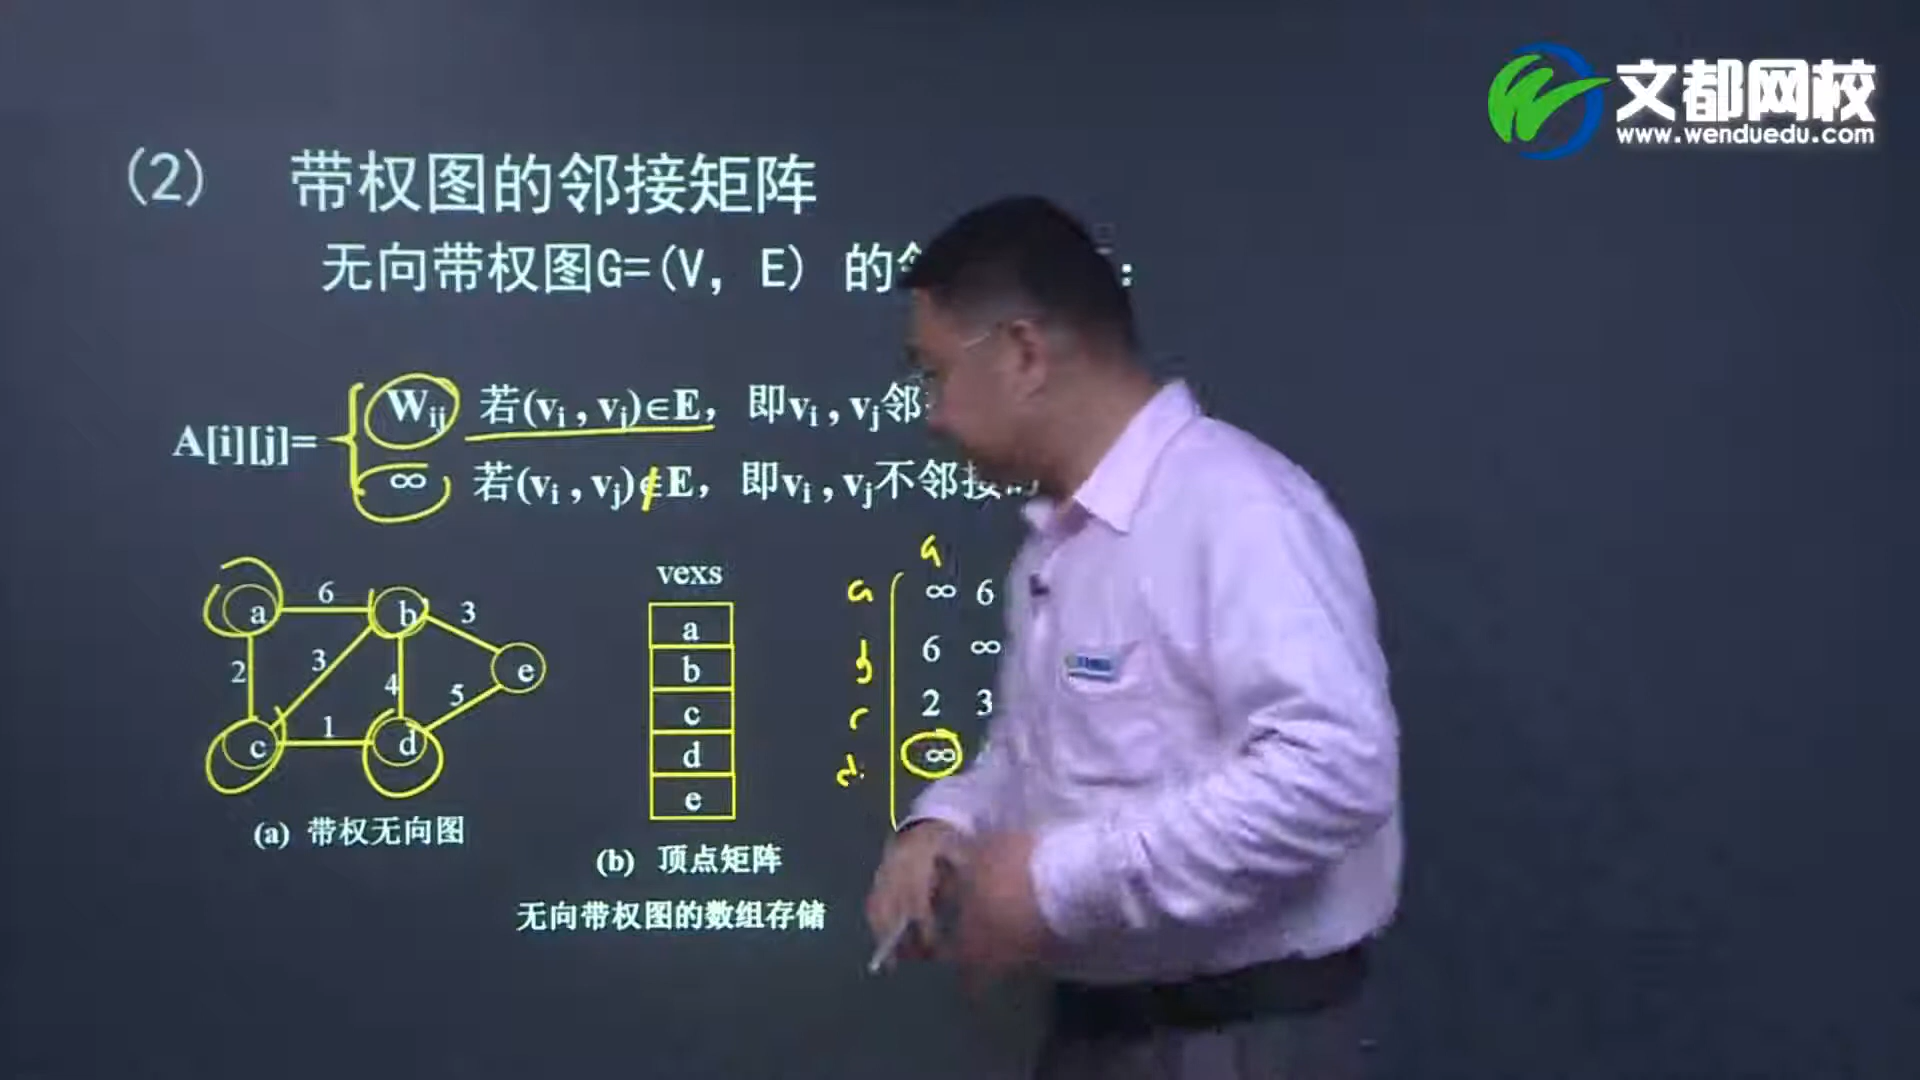 文都网校
www.wenduedu.com
(2) 带权图的邻接矩阵
无向带权图G=(V，E) 的
：
A[i][j]=
Wij 若(vi , vj)∈E， 即vi , vj邻
∞ 若(vi , vj)∉E， 即vi , vj不邻接
a
a 6 b 3
2 3 4 5 e
c 1 d
(a) 带权无向图
vexs
a
b
c
d
e
(b) 顶点矩阵
无向带权图的数组存储
a ∞ 6
b 6 ∞
c 2 3
d ∞